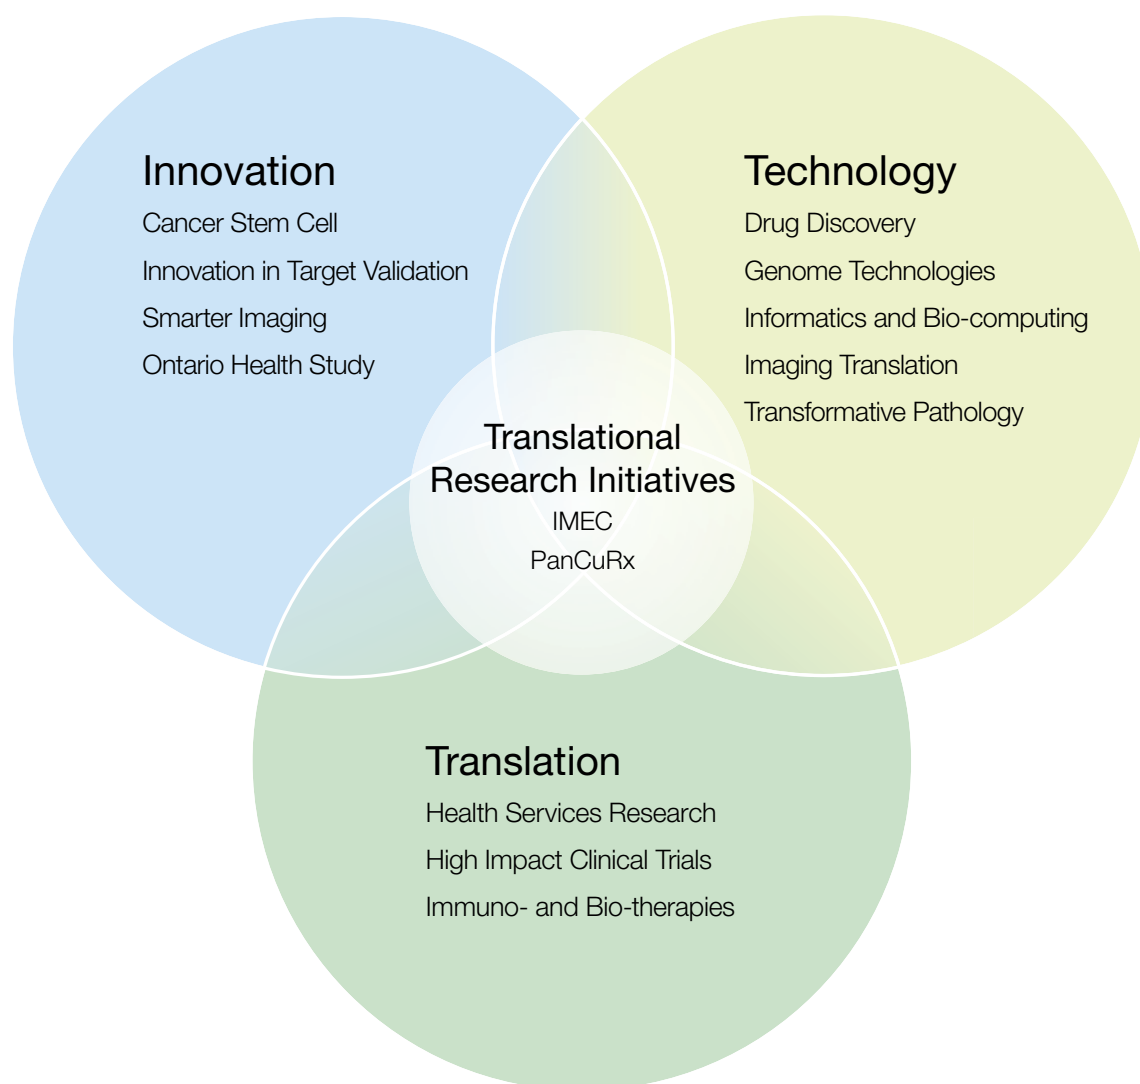 Innovation
Cancer Stem Cell
Innovation in Target Validation
Smarter Imaging
Ontario Health Study
Technology
Drug Discovery
Genome Technologies
Informatics and Bio-computing
Imaging Translation
Transformative Pathology
Translational
Research Initiatives
IMEC
PanCuRx
Translation
Health Services Research
High Impact Clinical Trials
Immuno- and Bio-therapies